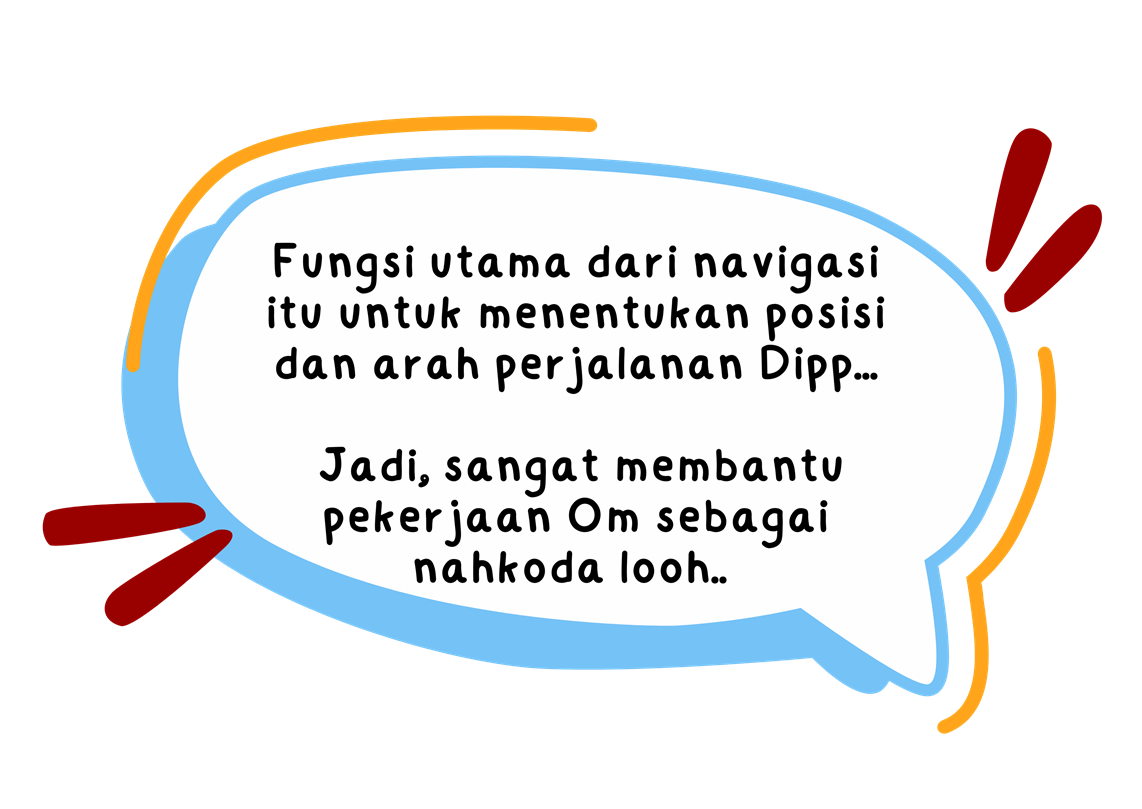 Fungsi utama dari navigasi
itu untuk menentukan posisi
dan arah perjalanan Dipp...
Jadi, sangat membantu
pekerjaan Om sebagai
nahkoda looh..